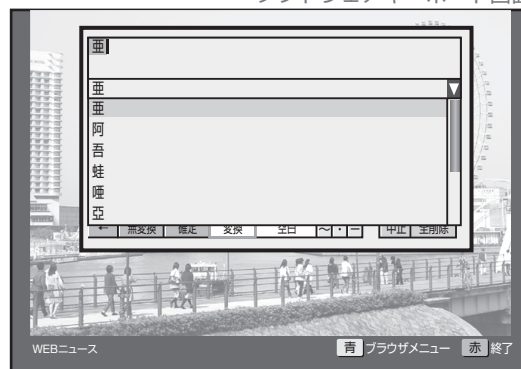 亜
亜
亜
阿
吾
蛙
唖
亞
← 無変換 確定 変換 空白 ～ ・ ー 中止 全削除
WEBニュース 青 ブラウザメニュー 赤 終了